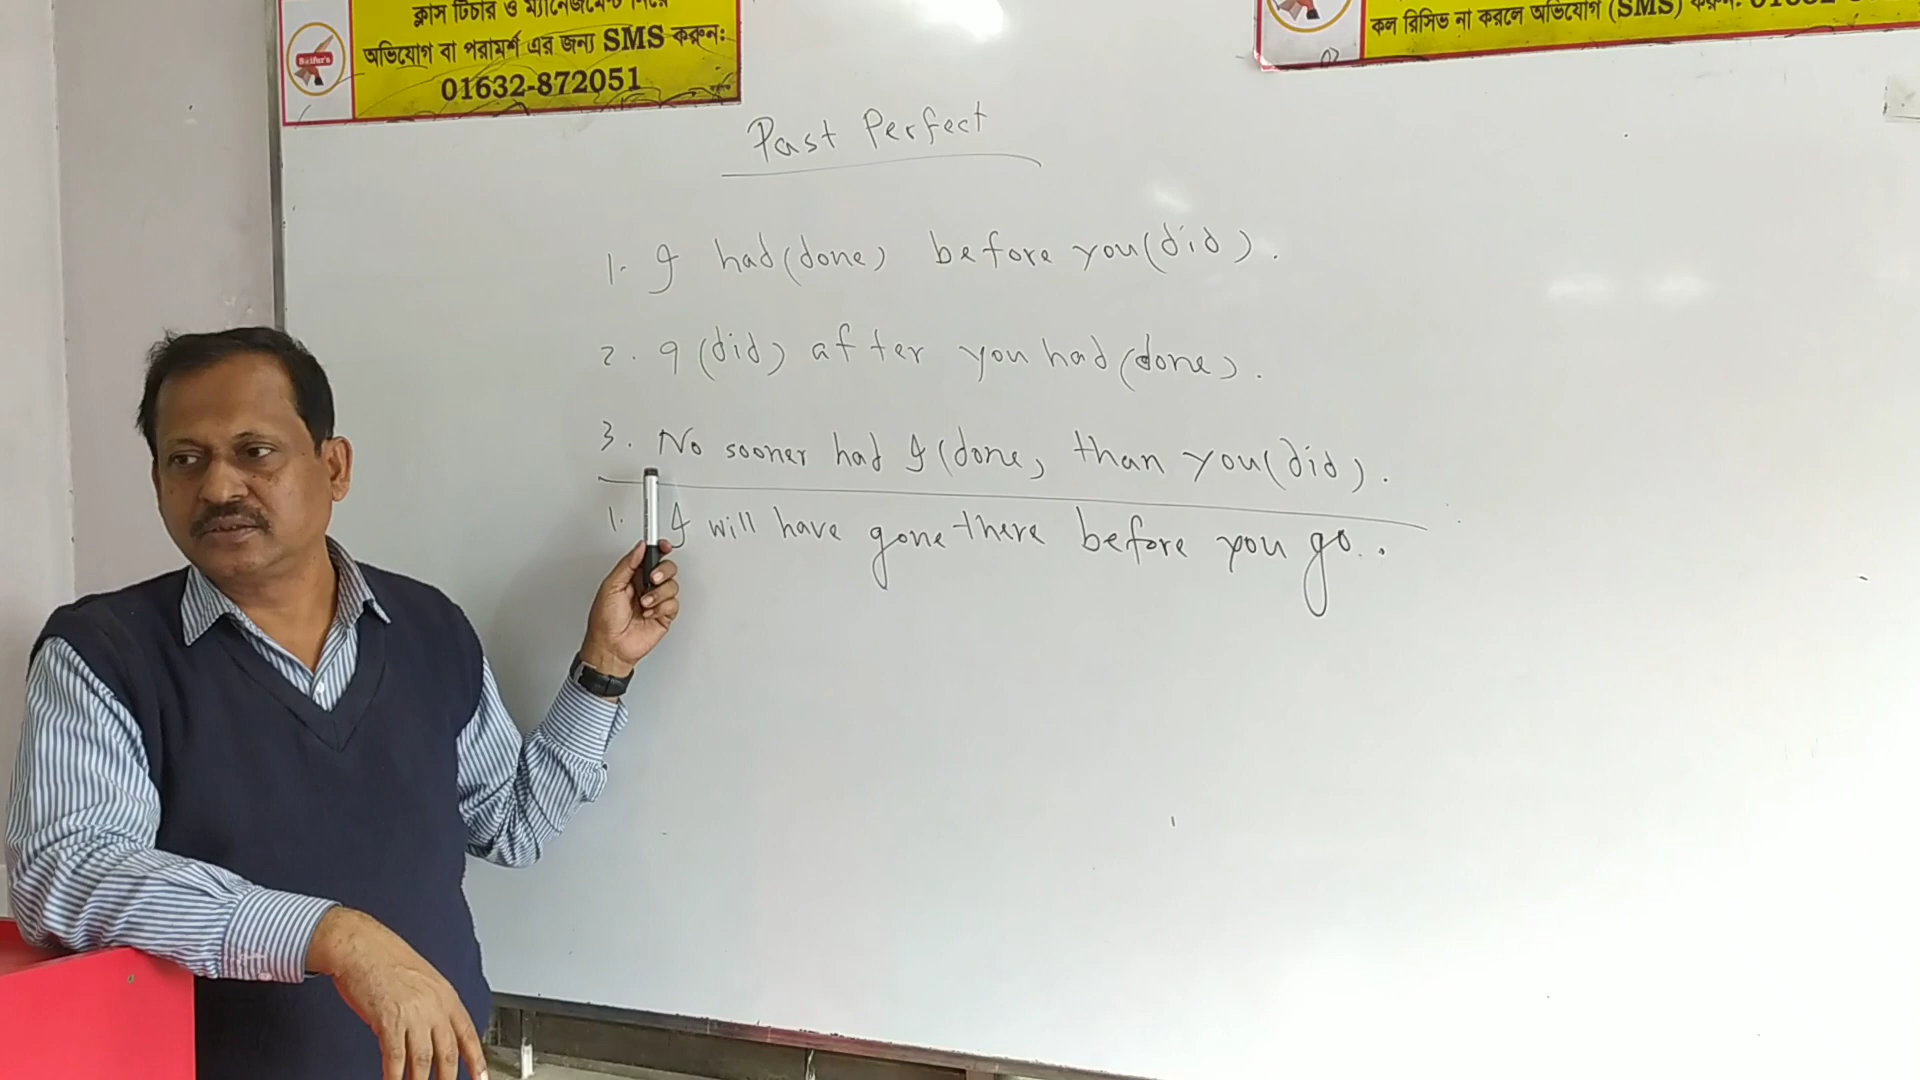 ক্লাস টিচার ও ম্যানেজমেন্ট
অভিযোগ বা পরামর্শ এর জন্য SMS করুন:
01632-872051
Saifur's
কল রিসিভ না করলে অভিযোগ (SMS) করুন:
Past Perfect
1. I had (done) before you (did).
2. I (did) after you had (done).
3. No sooner had I (done) than you (did).
1. I will have gone there before you go..